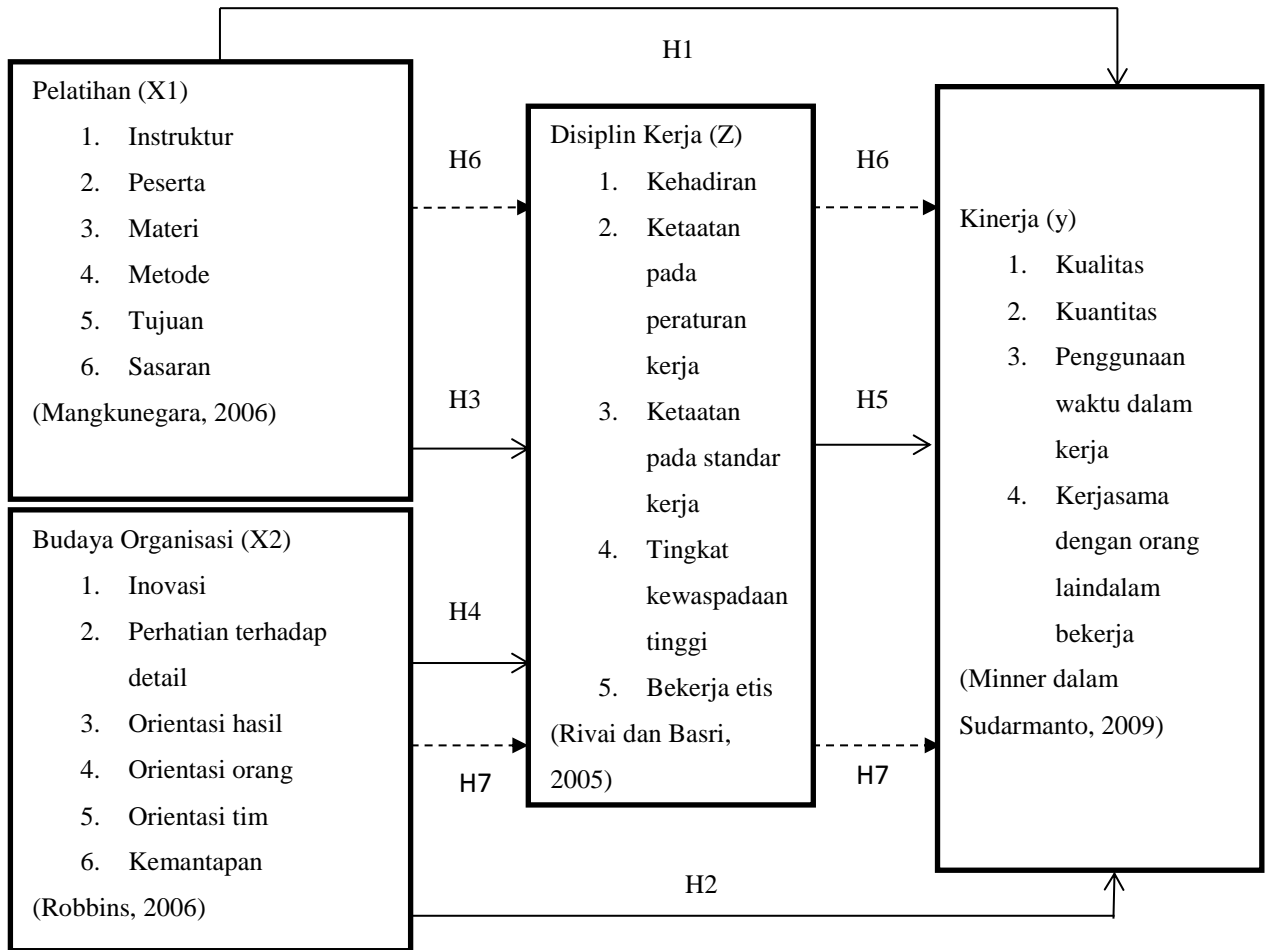 H1
Pelatihan (X1)
1. Instruktur
2. Peserta
3. Materi
4. Metode
5. Tujuan
6. Sasaran
(Mangkunegara, 2006)
H6
H3
Budaya Organisasi (X2)
1. Inovasi
2. Perhatian terhadap
detail
3. Orientasi hasil
4. Orientasi orang
5. Orientasi tim
6. Kemantapan
(Robbins, 2006)
H4
H7
Disiplin Kerja (Z)
1. Kehadiran
2. Ketaatan
pada
peraturan
kerja
3. Ketaatan
pada standar
kerja
4. Tingkat
kewaspadaan
tinggi
5. Bekerja etis
(Rivai dan Basri,
2005)
H6
H5
H7
Kinerja (y)
1. Kualitas
2. Kuantitas
3. Penggunaan
waktu dalam
kerja
4. Kerjasama
dengan orang
laindalam
bekerja
(Minner dalam
Sudarmanto, 2009)
H2